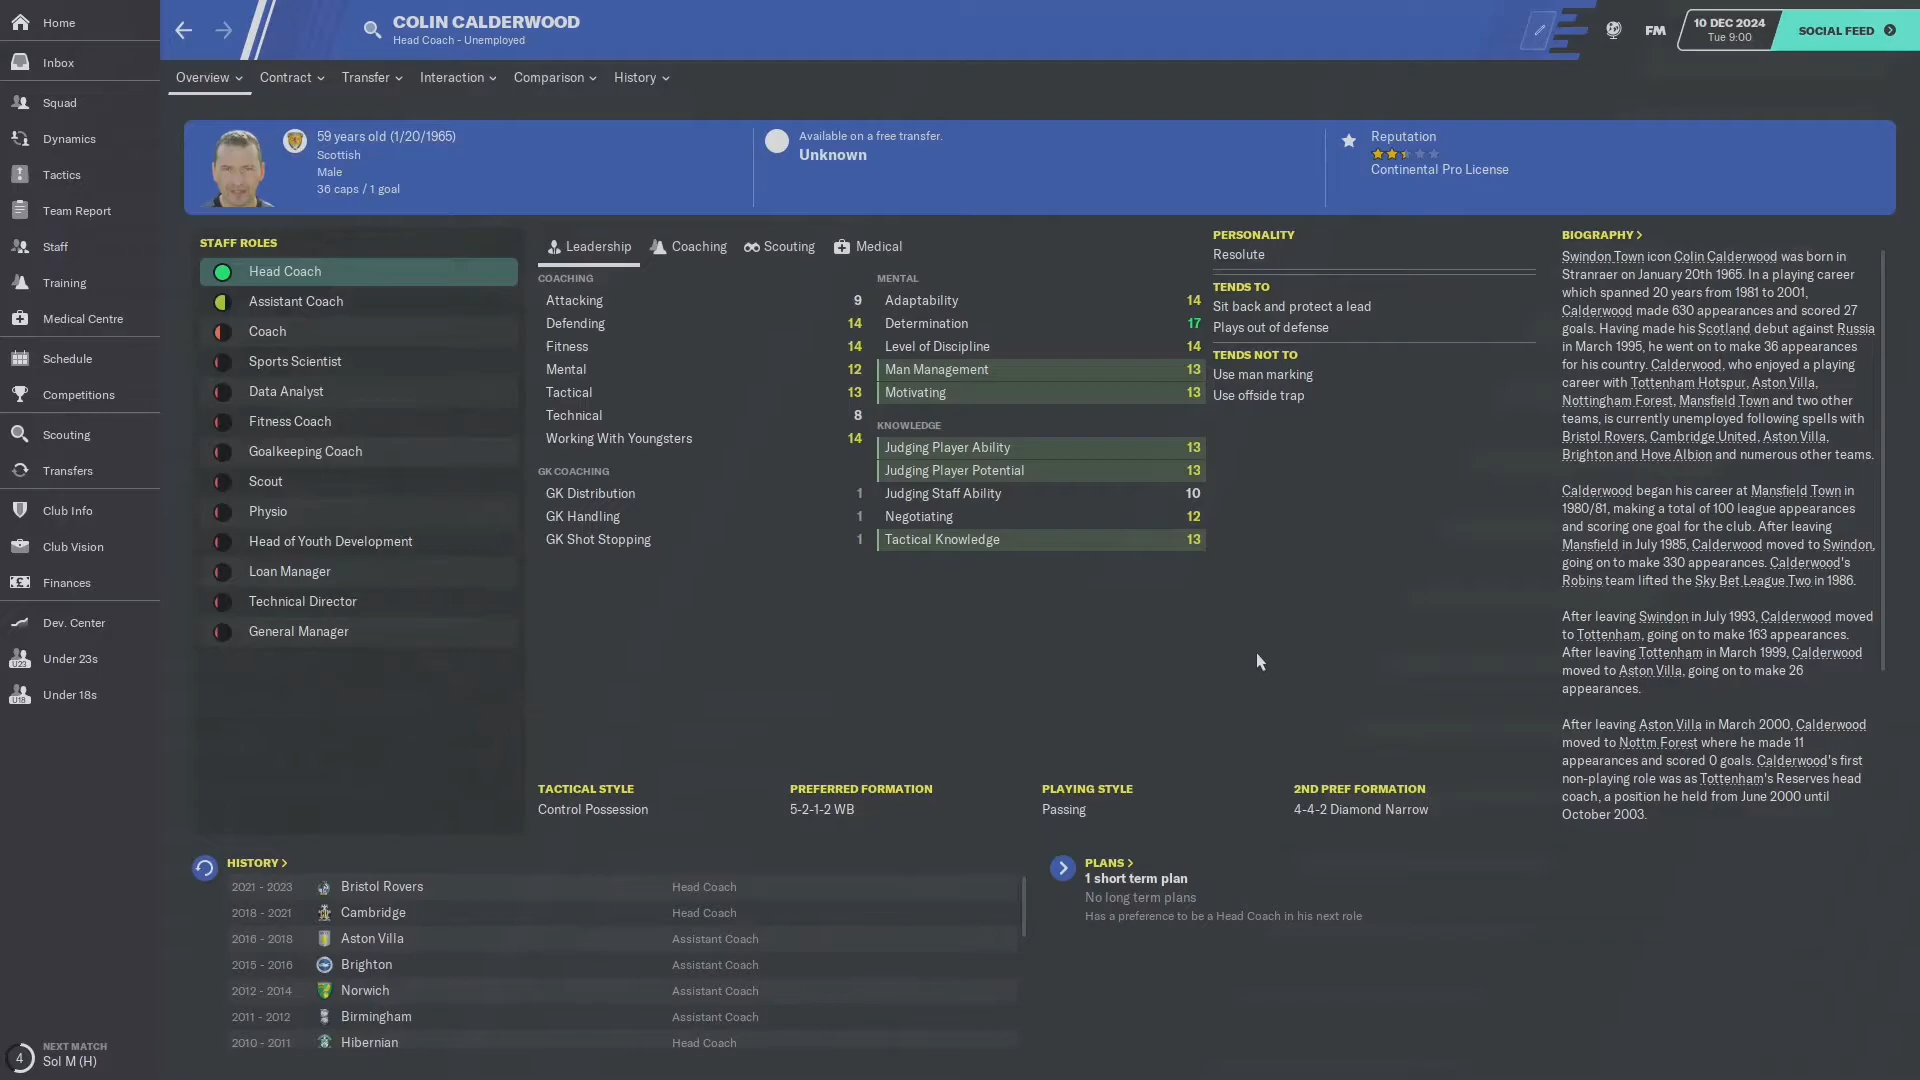 Home
Inbox
Squad
Dynamics
Tactics
Team Report
Staff
Training
Medical Centre
Schedule
Competitions
Scouting
Transfers
Club Info
Club Vision
Finances
Dev. Center
U23
Under 23s
U18
Under 18s
4
NEXT MATCH
Sol M (H)
COLIN CALDERWOOD
Head Coach - Unemployed
FM
10 DEC 2024
Tue 9:00
SOCIAL FEED
Overview
Contract
Transfer
Interaction
Comparison
History
59 years old (1/20/1965)
Scottish
Male
36 caps / 1 goal
Available on a free transfer.
Unknown
Reputation
Continental Pro License
STAFF ROLES
Head Coach
Assistant Coach
Coach
Sports Scientist
Data Analyst
Fitness Coach
Goalkeeping Coach
Scout
Physio
Head of Youth Development
Loan Manager
Technical Director
General Manager
Leadership
Coaching
Scouting
Medical
COACHING
Attacking 9
Defending 14
Fitness 14
Mental 12
Tactical 13
Technical 8
Working With Youngsters 14
GK COACHING
GK Distribution 1
GK Handling 1
GK Shot Stopping 1
MENTAL
Adaptability 14
Determination 17
Level of Discipline 14
Man Management 13
Motivating 13
KNOWLEDGE
Judging Player Ability 13
Judging Player Potential 13
Judging Staff Ability 10
Negotiating 12
Tactical Knowledge 13
PERSONALITY
Resolute
TENDS TO
Sit back and protect a lead
Plays out of defense
TENDS NOT TO
Use man marking
Use offside trap
BIOGRAPHY >
Swindon Town icon Colin Calderwood was born in
Stranraer on January 20th 1965. In a playing career
which spanned 20 years from 1981 to 2001,
Calderwood made 630 appearances and scored 27
goals. Having made his Scotland debut against Russia
in March 1995, he went on to make 36 appearances
for his country. Calderwood, who enjoyed a playing
career with Tottenham Hotspur, Aston Villa,
Nottingham Forest, Mansfield Town and two other
teams, is currently unemployed following spells with
Bristol Rovers, Cambridge United, Aston Villa,
Brighton and Hove Albion and numerous other teams.
Calderwood began his career at Mansfield Town in
1980/81, making a total of 100 league appearances
and scoring one goal for the club. After leaving
Mansfield in July 1985, Calderwood moved to Swindon,
going on to make 330 appearances. Calderwood's
Robins team lifted the Sky Bet League Two in 1986.
After leaving Swindon in July 1993, Calderwood moved
to Tottenham, going on to make 163 appearances.
After leaving Tottenham in March 1999, Calderwood
moved to Aston Villa, going on to make 26
appearances.
After leaving Aston Villa in March 2000, Calderwood
moved to Nottm Forest where he made 11
appearances and scored 0 goals. Calderwood's first
non-playing role was as Tottenham's Reserves head
coach, a position he held from June 2000 until
October 2003.
TACTICAL STYLE
Control Possession
PREFERRED FORMATION
5-2-1-2 WB
PLAYING STYLE
Passing
2ND PREF FORMATION
4-4-2 Diamond Narrow
HISTORY >
2021 - 2023 Bristol Rovers Head Coach
2018 - 2021 Cambridge Head Coach
2016 - 2018 Aston Villa Assistant Coach
2015 - 2016 Brighton Assistant Coach
2012 - 2014 Norwich Assistant Coach
2011 - 2012 Birmingham Assistant Coach
2010 - 2011 Hibernian Head Coach
PLANS >
1 short term plan
No long term plans
Has a preference to be a Head Coach in his next role